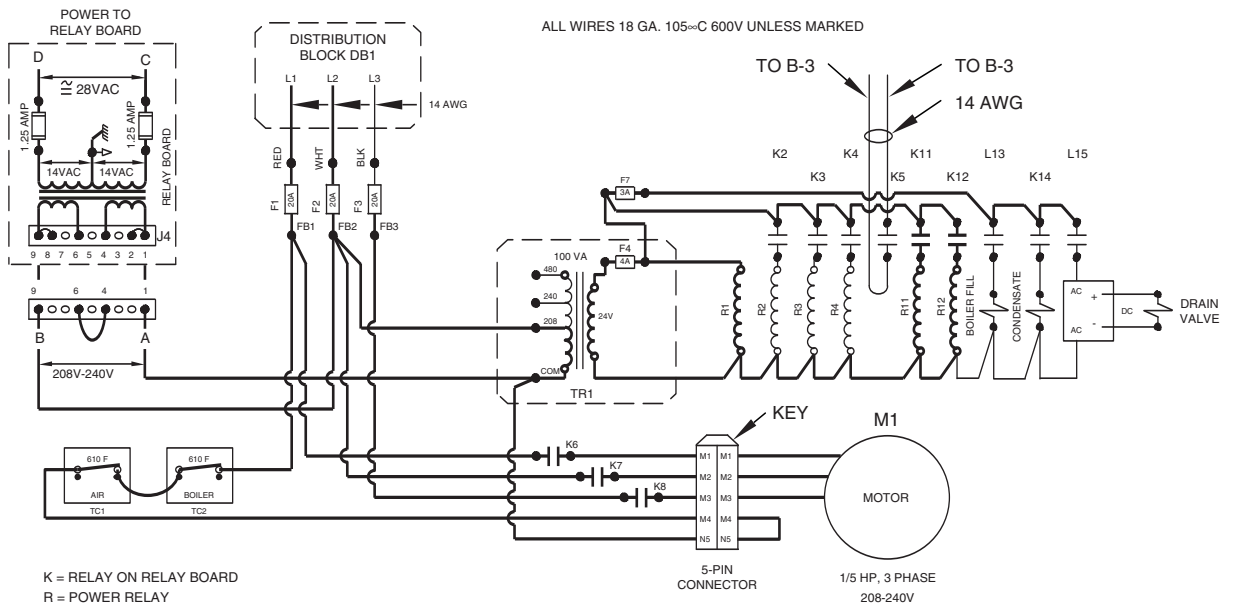 POWER TO
RELAY BOARD
D
C
≅ 28VAC
1.25 AMP
1.25 AMP
14VAC
14VAC
RELAY BOARD
J4
9 8 7 6 5 4 3 2 1
9 6 4 1
B
A
208V-240V
DISTRIBUTION
BLOCK DB1
L1
L2
L3
14 AWG
RED
WHT
BLK
F1
20A
F2
20A
F3
20A
FB1
FB2
FB3
ALL WIRES 18 GA. 105∞C 600V UNLESS MARKED
TO B-3
TO B-3
14 AWG
K2
K4
K11
L13
L15
K3
K5
K12
K14
F7
3A
F4
4A
100 VA
480
240
208
COM
24V
TR1
R1
R2
R3
R4
R11
R12
BOILER FILL
CONDENSATE
AC
+
DC
-
AC
DRAIN
VALVE
610 F
AIR
TC1
610 F
BOILER
TC2
K6
K7
K8
KEY
M1 M1
M2 M2
M3 M3
M4 M4
N5 N5
5-PIN
CONNECTOR
M1
MOTOR
1/5 HP, 3 PHASE
208-240V
K = RELAY ON RELAY BOARD
R = POWER RELAY